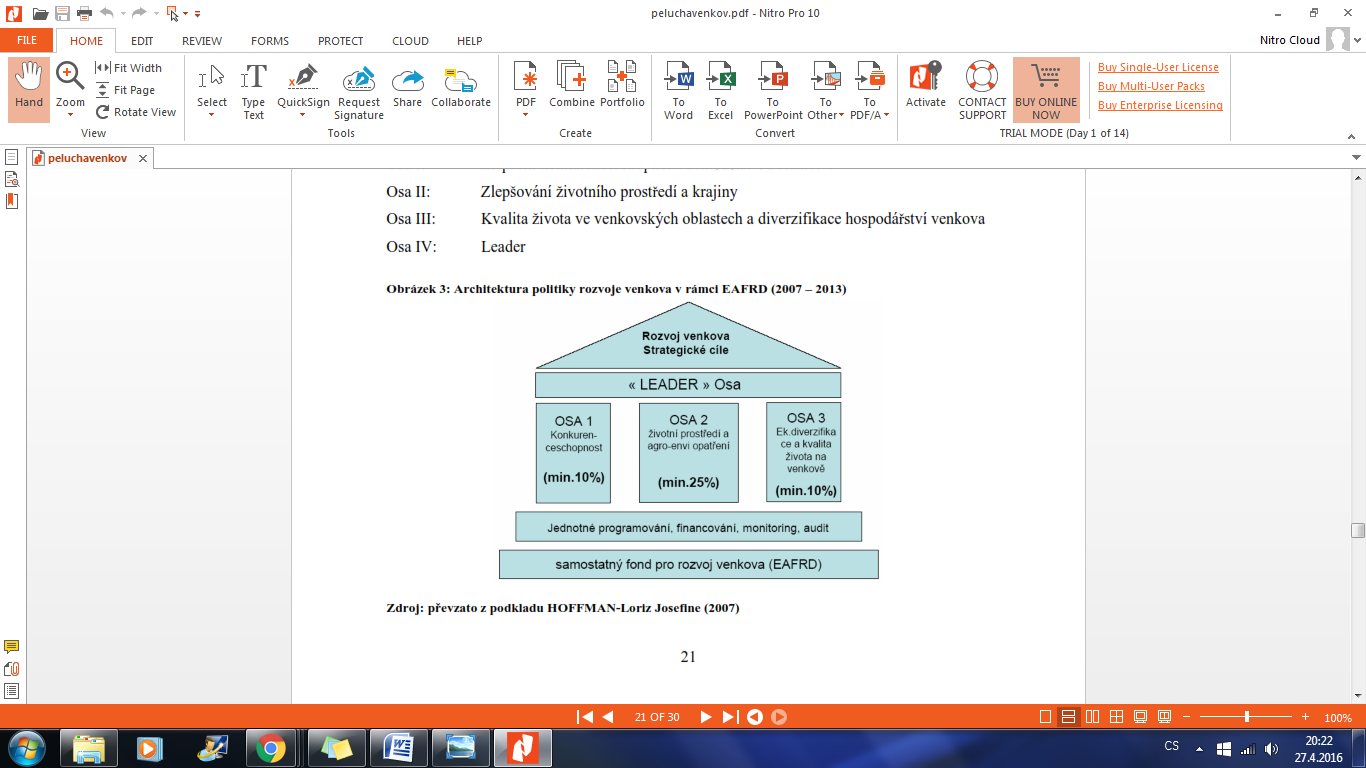 peluchavenkov.pdf - Nitro Pro 10
FILE HOME EDIT REVIEW FORMS PROTECT CLOUD HELP
Nitro Cloud
Hand
Zoom
Fit Width
Fit Page
Rotate View
View
Select
Type Text
QuickSign
Request Signature
Share
Collaborate
Tools
PDF
Combine
Portfolio
Create
To Word
To Excel
To PowerPoint
To Other
To PDF/A
Convert
Activate
CONTACT SUPPORT
BUY ONLINE NOW
Buy Single-User License
Buy Multi-User Packs
Buy Enterprise Licensing
TRIAL MODE (Day 1 of 14)
peluchavenkov
Osa II: Zlepšování životního prostředí a krajiny
Osa III: Kvalita života ve venkovských oblastech a diverzifikace hospodářství venkova
Osa IV: Leader
Obrázek 3: Architektura politiky rozvoje venkova v rámci EAFRD (2007 – 2013)
Rozvoj venkova
Strategické cíle
« LEADER » Osa
OSA 1
Konkuren-
ceschopnost
(min.10%)
OSA 2
životní prostředí a
agro-envi opatření
(min.25%)
OSA 3
Ek.diverzifika
ce a kvalita
života na
venkově
(min.10%)
Jednotné programování, financování, monitoring, audit
samostatný fond pro rozvoj venkova (EAFRD)
Zdroj: převzato z podkladu HOFFMAN-Loriz Josefine (2007)
21
21 OF 30
100%
CS
20:22
27.4.2016